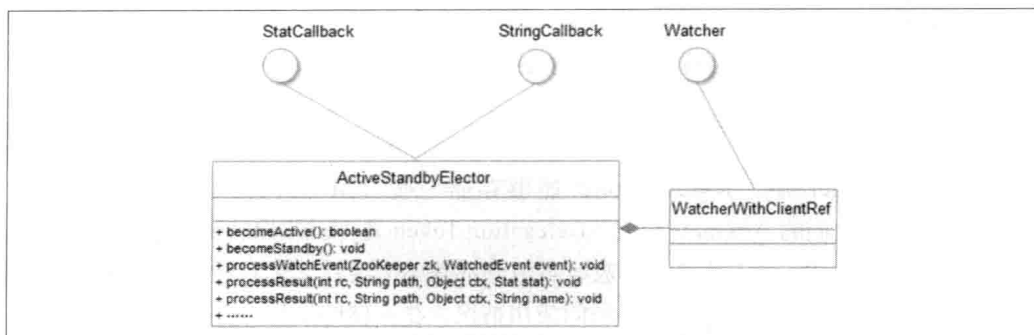 StatCallback StringCallback Watcher
ActiveStandbyElector
WatcherWithClientRef
+ becomeActive(): boolean
+ becomeStandby(): void
+ processWatchEvent(ZooKeeper zk, WatchedEvent event): void
+ processResult(int rc, String path, Object ctx, Stat stat): void
+ processResult(int rc, String path, Object ctx, String name): void
+ ......